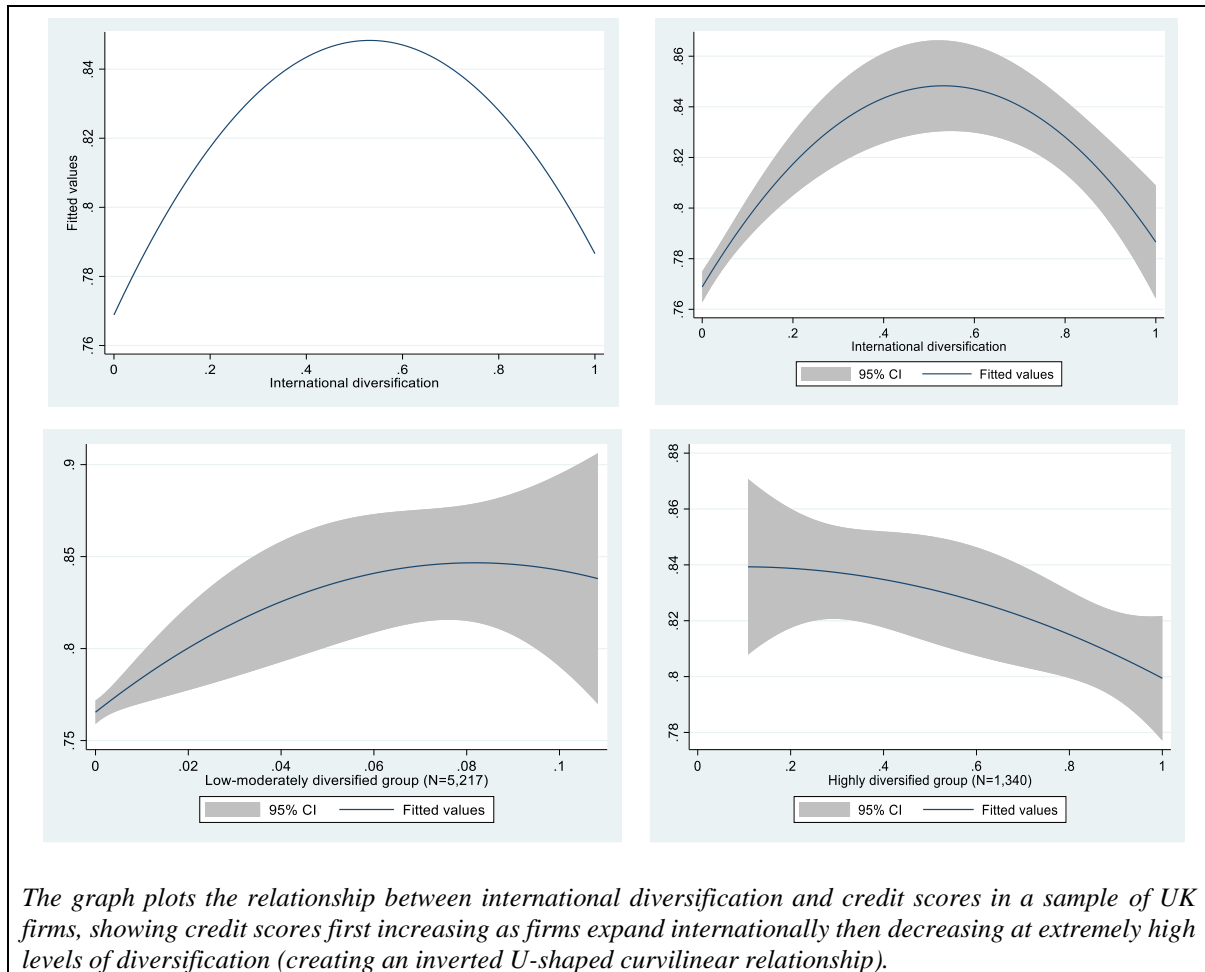 .84
.82
.8
.78
.76
Fitted values
0 .2 .4 .6 .8 1
International diversification
.86
.84
.82
.8
.78
.76
0 .2 .4 .6 .8 1
International diversification
95% CI Fitted values
.9
.85
.8
.75
0 .02 .04 .06 .08 .1
Low-moderately diversified group (N=5,217)
95% CI Fitted values
.88
.86
.84
.82
.8
.78
0 .2 .4 .6 .8 1
Highly diversified group (N=1,340)
95% CI Fitted values
The graph plots the relationship between international diversification and credit scores in a sample of UK
firms, showing credit scores first increasing as firms expand internationally then decreasing at extremely high
levels of diversification (creating an inverted U-shaped curvilinear relationship).